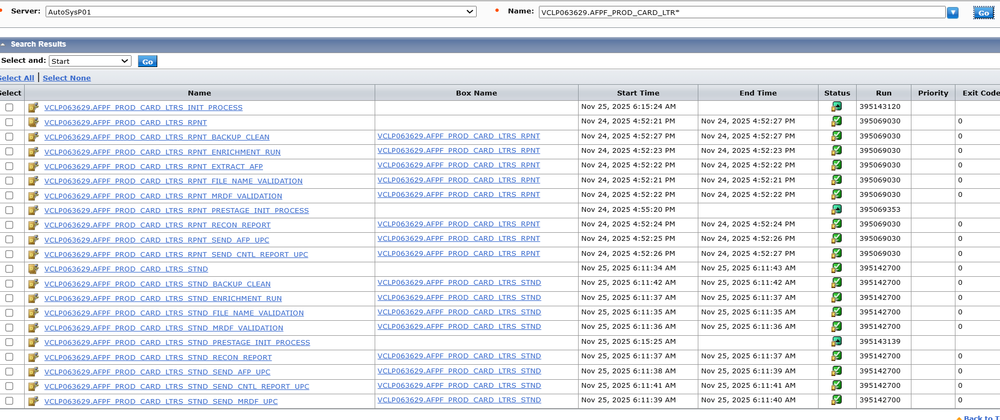 Server: AutoSysP01 Name: VCLP063629.AFPF_PROD_CARD_LTR* Go
Search Results
Select and: Start Go
Select All | Select None
Select Name Box Name Start Time End Time Status Run Priority Exit Code
VCLP063629.AFPF_PROD_CARD_LTRS_INIT_PROCESS Nov 25, 2025 6:15:24 AM 395143120
VCLP063629.AFPF_PROD_CARD_LTRS_RPNT Nov 24, 2025 4:52:21 PM Nov 24, 2025 4:52:27 PM 395069030 0
VCLP063629.AFPF_PROD_CARD_LTRS_RPNT_BACKUP_CLEAN VCLP063629.AFPF_PROD_CARD_LTRS_RPNT Nov 24, 2025 4:52:27 PM Nov 24, 2025 4:52:27 PM 395069030 0
VCLP063629.AFPF_PROD_CARD_LTRS_RPNT_ENRICHMENT_RUN VCLP063629.AFPF_PROD_CARD_LTRS_RPNT Nov 24, 2025 4:52:23 PM Nov 24, 2025 4:52:23 PM 395069030 0
VCLP063629.AFPF_PROD_CARD_LTRS_RPNT_EXTRACT_AFP VCLP063629.AFPF_PROD_CARD_LTRS_RPNT Nov 24, 2025 4:52:22 PM Nov 24, 2025 4:52:22 PM 395069030 0
VCLP063629.AFPF_PROD_CARD_LTRS_RPNT_FILE_NAME_VALIDATION VCLP063629.AFPF_PROD_CARD_LTRS_RPNT Nov 24, 2025 4:52:21 PM Nov 24, 2025 4:52:21 PM 395069030 0
VCLP063629.AFPF_PROD_CARD_LTRS_RPNT_MRDF_VALIDATION VCLP063629.AFPF_PROD_CARD_LTRS_RPNT Nov 24, 2025 4:52:22 PM Nov 24, 2025 4:52:22 PM 395069030 0
VCLP063629.AFPF_PROD_CARD_LTRS_RPNT_PRESTAGE_INIT_PROCESS Nov 24, 2025 4:55:20 PM 395069353
VCLP063629.AFPF_PROD_CARD_LTRS_RPNT_RECON_REPORT VCLP063629.AFPF_PROD_CARD_LTRS_RPNT Nov 24, 2025 4:52:24 PM Nov 24, 2025 4:52:24 PM 395069030 0
VCLP063629.AFPF_PROD_CARD_LTRS_RPNT_SEND_AFP_UPC VCLP063629.AFPF_PROD_CARD_LTRS_RPNT Nov 24, 2025 4:52:25 PM Nov 24, 2025 4:52:26 PM 395069030 0
VCLP063629.AFPF_PROD_CARD_LTRS_RPNT_SEND_CNTL_REPORT_UPC VCLP063629.AFPF_PROD_CARD_LTRS_RPNT Nov 24, 2025 4:52:26 PM Nov 24, 2025 4:52:27 PM 395069030 0
VCLP063629.AFPF_PROD_CARD_LTRS_STND Nov 25, 2025 6:11:34 AM Nov 25, 2025 6:11:43 AM 395142700 0
VCLP063629.AFPF_PROD_CARD_LTRS_STND_BACKUP_CLEAN VCLP063629.AFPF_PROD_CARD_LTRS_STND Nov 25, 2025 6:11:42 AM Nov 25, 2025 6:11:42 AM 395142700 0
VCLP063629.AFPF_PROD_CARD_LTRS_STND_ENRICHMENT_RUN VCLP063629.AFPF_PROD_CARD_LTRS_STND Nov 25, 2025 6:11:37 AM Nov 25, 2025 6:11:37 AM 395142700 0
VCLP063629.AFPF_PROD_CARD_LTRS_STND_FILE_NAME_VALIDATION VCLP063629.AFPF_PROD_CARD_LTRS_STND Nov 25, 2025 6:11:35 AM Nov 25, 2025 6:11:35 AM 395142700 0
VCLP063629.AFPF_PROD_CARD_LTRS_STND_MRDF_VALIDATION VCLP063629.AFPF_PROD_CARD_LTRS_STND Nov 25, 2025 6:11:36 AM Nov 25, 2025 6:11:36 AM 395142700 0
VCLP063629.AFPF_PROD_CARD_LTRS_STND_PRESTAGE_INIT_PROCESS Nov 25, 2025 6:15:25 AM 395143139
VCLP063629.AFPF_PROD_CARD_LTRS_STND_RECON_REPORT VCLP063629.AFPF_PROD_CARD_LTRS_STND Nov 25, 2025 6:11:37 AM Nov 25, 2025 6:11:37 AM 395142700 0
VCLP063629.AFPF_PROD_CARD_LTRS_STND_SEND_AFP_UPC VCLP063629.AFPF_PROD_CARD_LTRS_STND Nov 25, 2025 6:11:38 AM Nov 25, 2025 6:11:39 AM 395142700 0
VCLP063629.AFPF_PROD_CARD_LTRS_STND_SEND_CNTL_REPORT_UPC VCLP063629.AFPF_PROD_CARD_LTRS_STND Nov 25, 2025 6:11:41 AM Nov 25, 2025 6:11:41 AM 395142700 0
VCLP063629.AFPF_PROD_CARD_LTRS_STND_SEND_MRDF_UPC VCLP063629.AFPF_PROD_CARD_LTRS_STND Nov 25, 2025 6:11:39 AM Nov 25, 2025 6:11:40 AM 395142700 0
Back to T